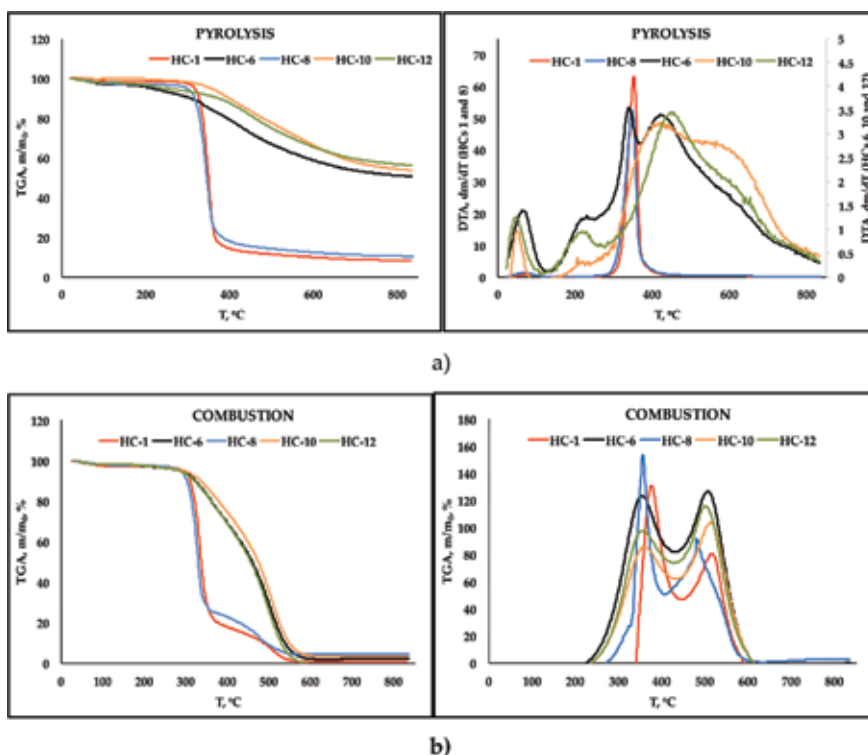 PYROLYSIS
HC-1 HC-6 HC-8 HC-10 HC-12
120
100
80
60
40
20
0
TGA, m/m₀, %
0 200 400 600 800
T, ºC
PYROLYSIS
HC-1 HC-8 HC-6 HC-10 HC-12
70
60
50
40
30
20
10
0
DTA, dm/dT (HCs 1 and 8)
5
4.5
4
3.5
3
2.5
2
1.5
1
0.5
0
DTA, dm/dT (HCs 6, 10 and 12)
0 200 400 600 800
T, ºC
a)
COMBUSTION
HC-1 HC-6 HC-8 HC-10 HC-12
120
100
80
60
40
20
0
TGA, m/m₀, %
0 100 200 300 400 500 600 700 800
T, ºC
COMBUSTION
HC-1 HC-6 HC-8 HC-10 HC-12
180
160
140
120
100
80
60
40
20
0
TGA, m/m₀, %
0 100 200 300 400 500 600 700 800
T, ºC
b)